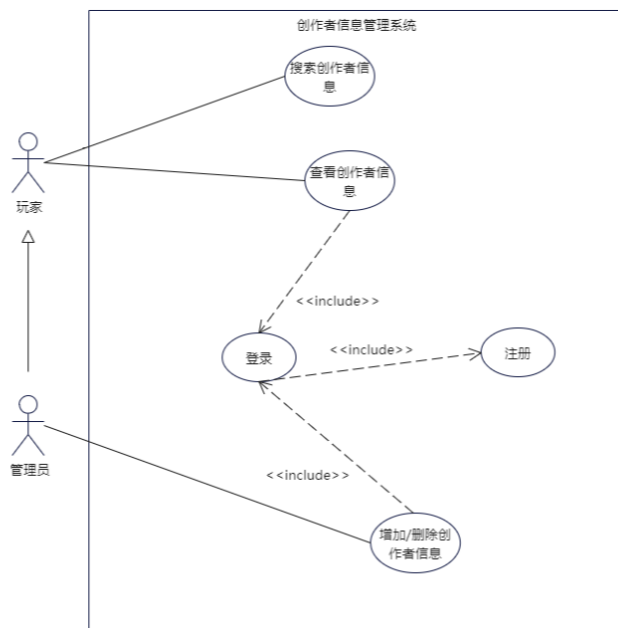 创作者信息管理系统
搜索创作者信
息
查看创作者信
息
玩家
<<include>>
登录
<<include>>
注册
管理员
<<include>>
增加/删除创
作者信息